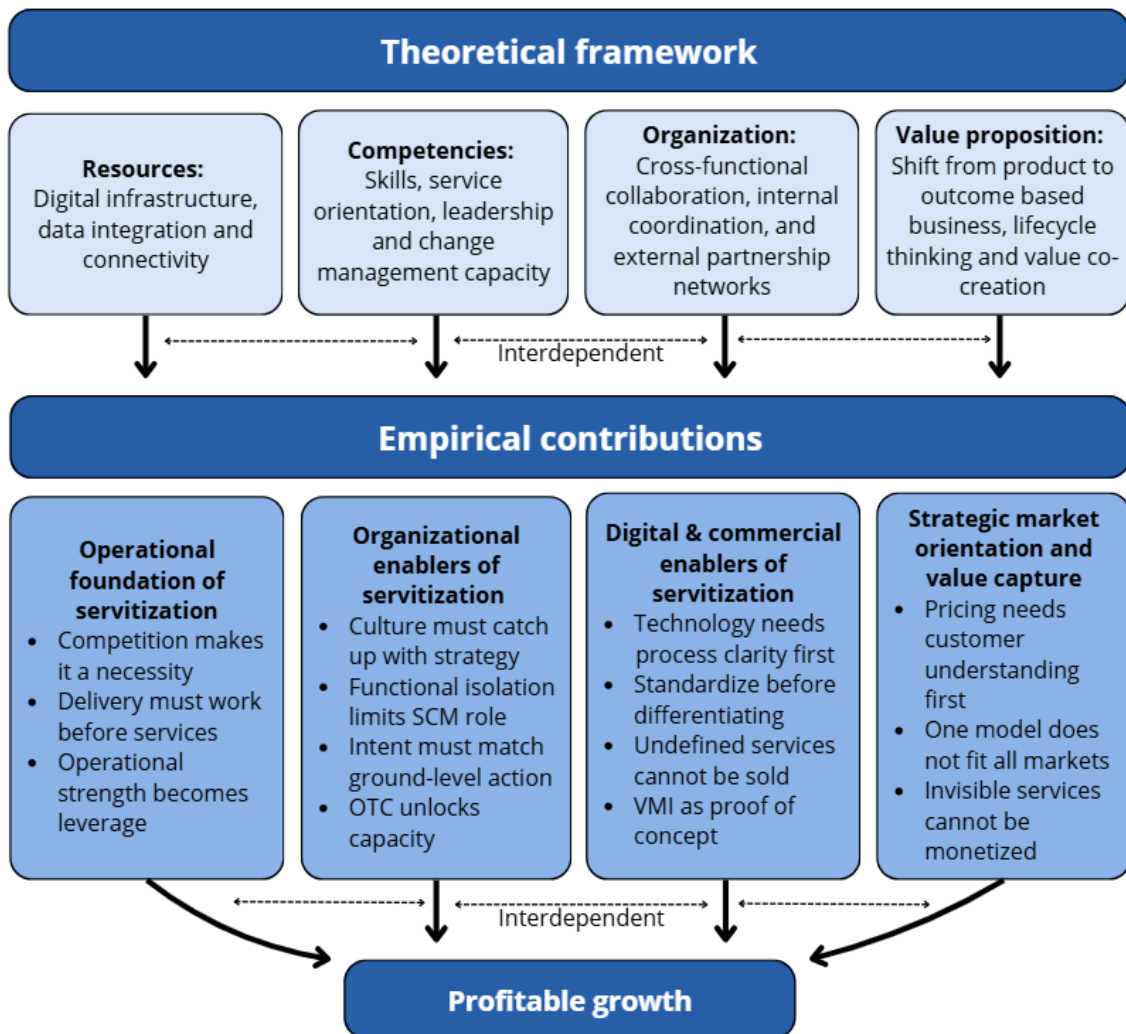 Theoretical framework
Resources:
Digital infrastructure,
data integration and
connectivity
Competencies:
Skills, service
orientation, leadership
and change
management capacity
Organization:
Cross-functional
collaboration, internal
coordination, and
external partnership
networks
Value proposition:
Shift from product to
outcome based
business, lifecycle
thinking and value co-
creation
Interdependent
Empirical contributions
Operational
foundation of
servitization
• Competition makes
it a necessity
• Delivery must work
before services
• Operational
strength becomes
leverage
Organizational
enablers of
servitization
• Culture must catch
up with strategy
• Functional isolation
limits SCM role
• Intent must match
ground-level action
• OTC unlocks
capacity
Digital & commercial
enablers of
servitization
• Technology needs
process clarity first
• Standardize before
differentiating
• Undefined services
cannot be sold
• VMI as proof of
concept
Strategic market
orientation and
value capture
• Pricing needs
customer
understanding
first
• One model does
not fit all markets
• Invisible services
cannot be
monetized
Interdependent
Profitable growth